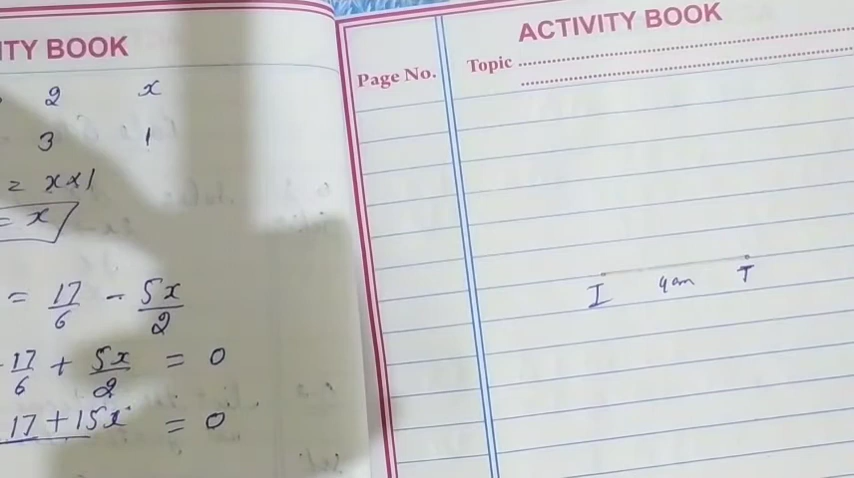 ITY BOOK
2 x
3 1
= x×1
= x
= 17/6 - 5x/2
17/6 + 5x/2 = 0
17+15x = 0
ACTIVITY BOOK
Page No.
Topic
I 4cm T